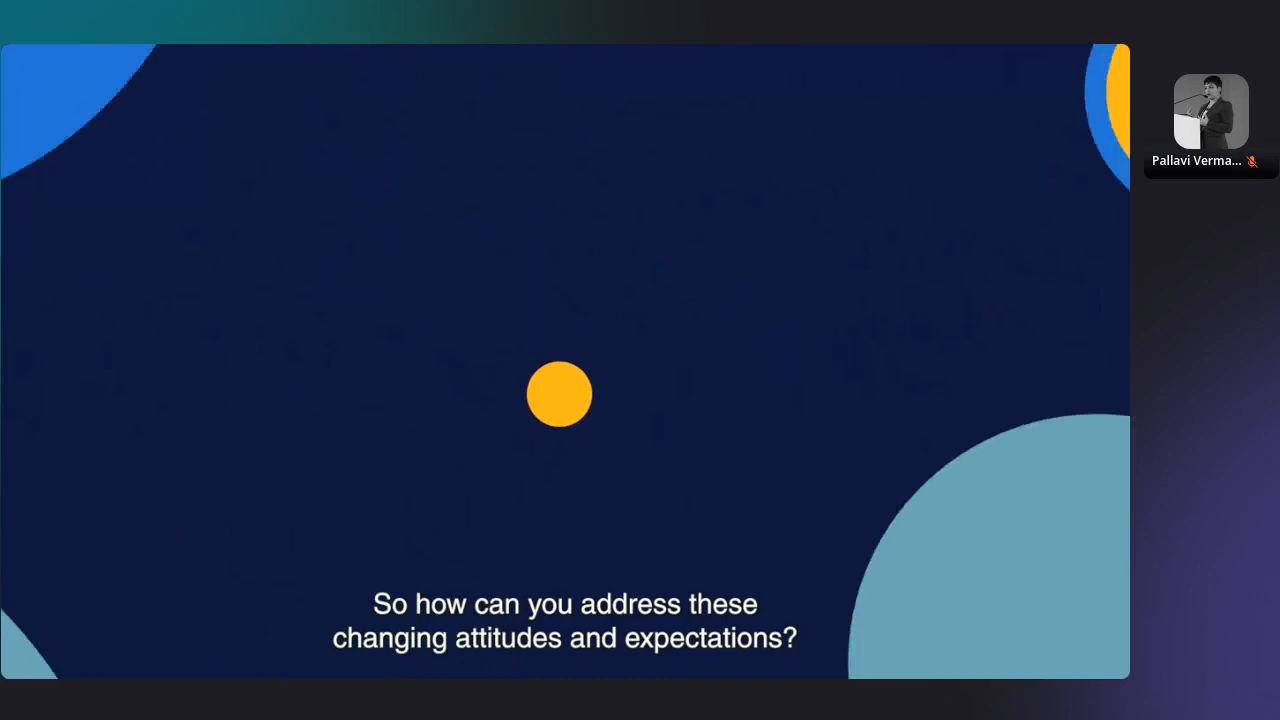 Pallavi Verma...
So how can you address these
changing attitudes and expectations?